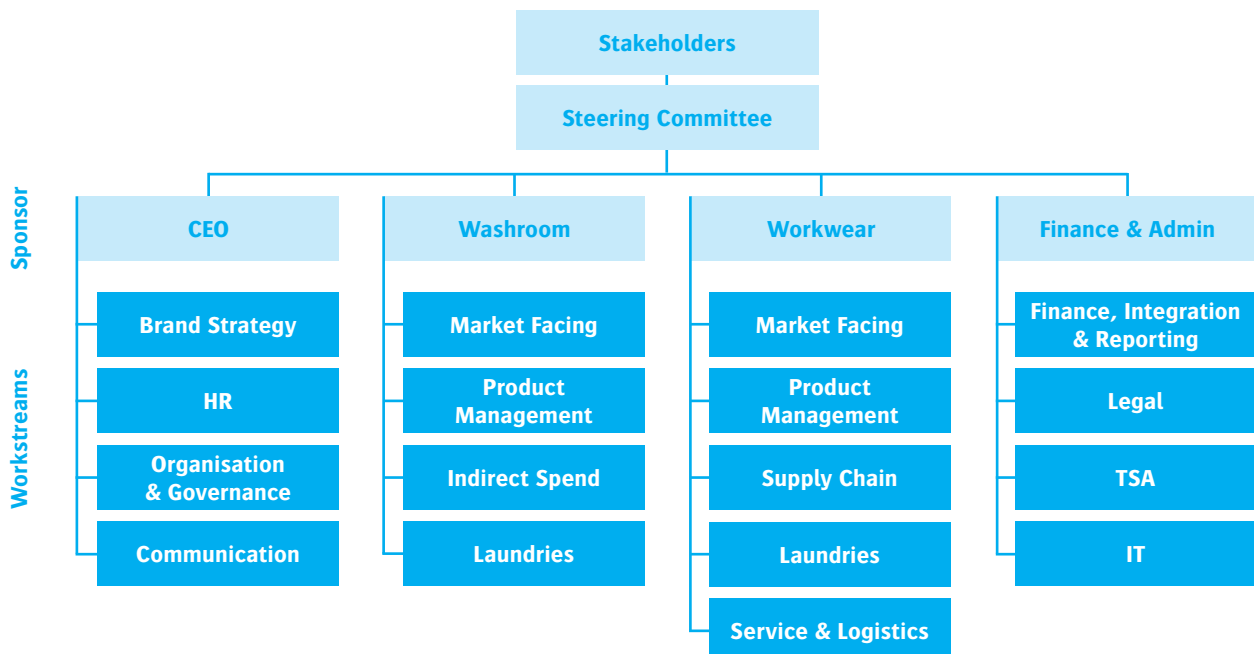 Stakeholders
Steering Committee
Sponsor
CEO
Washroom
Workwear
Finance & Admin
Workstreams
Brand Strategy
HR
Organisation
& Governance
Communication
Market Facing
Product
Management
Indirect Spend
Laundries
Market Facing
Product
Management
Supply Chain
Laundries
Service & Logistics
Finance, Integration
& Reporting
Legal
TSA
IT